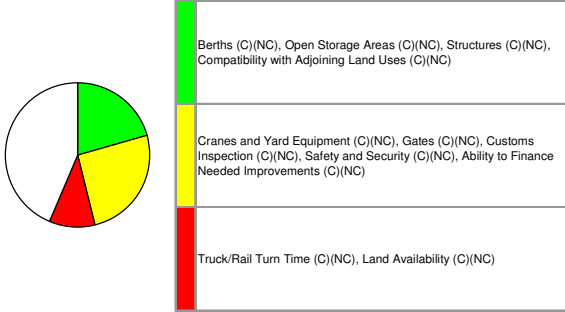 Berths (C)(NC), Open Storage Areas (C)(NC), Structures (C)(NC),
Compatibility with Adjoining Land Uses (C)(NC)
Cranes and Yard Equipment (C)(NC), Gates (C)(NC), Customs
Inspection (C)(NC), Safety and Security (C)(NC), Ability to Finance
Needed Improvements (C)(NC)
Truck/Rail Turn Time (C)(NC), Land Availability (C)(NC)